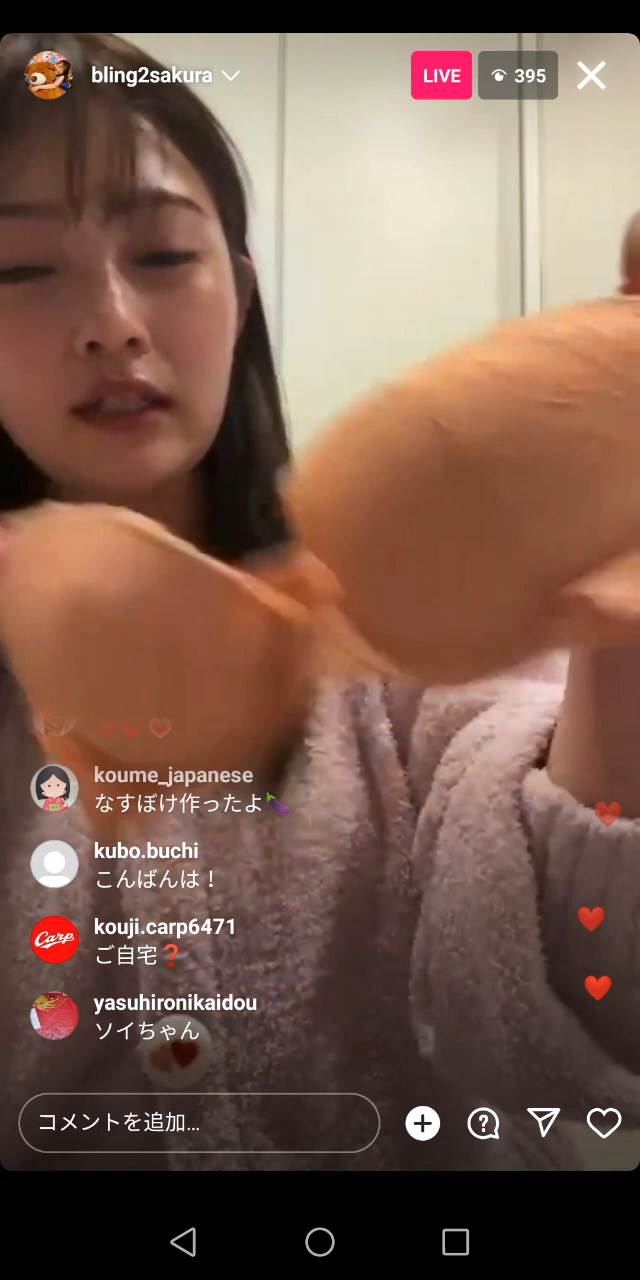 bling2sakura
LIVE
395
koume_japanese
なすぼけ作ったよ🍆
kubo.buchi
こんばんは！
Carp
kouji.carp6471
ご自宅❓
yasuhironikaidou
ソイちゃん
コメントを追加...